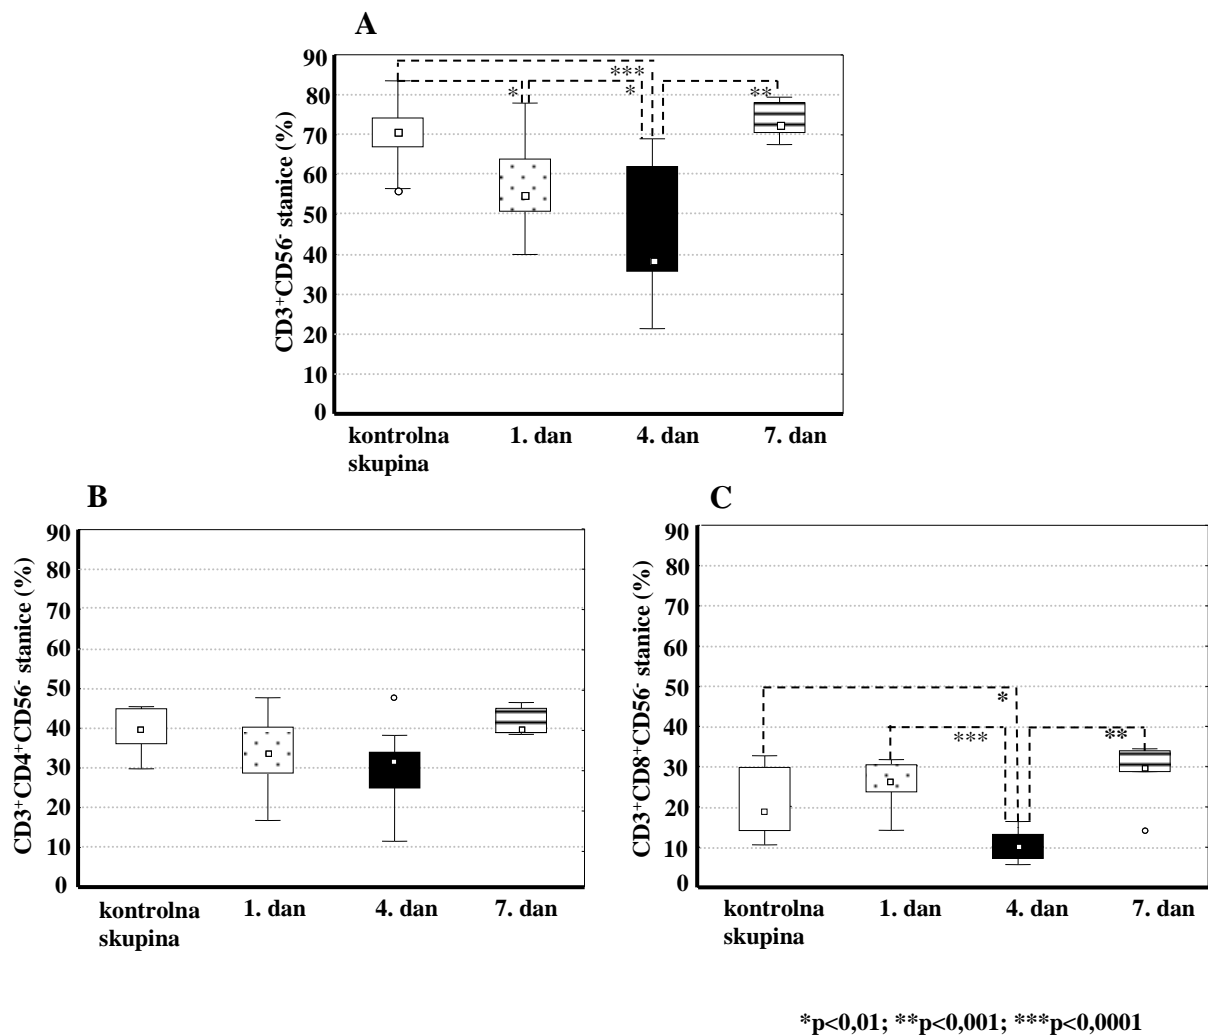 A
CD3⁺CD56⁻ stanice (%)
90
80
70
60
50
40
30
20
10
0
***
*
*
**
kontrolna
skupina
1. dan
4. dan
7. dan
B
CD3⁺CD4⁺CD56⁻ stanice (%)
90
80
70
60
50
40
30
20
10
0
kontrolna
skupina
1. dan
4. dan
7. dan
C
CD3⁺CD8⁺CD56⁻ stanice (%)
90
80
70
60
50
40
30
20
10
0
*
***
**
kontrolna
skupina
1. dan
4. dan
7. dan
*p<0,01; **p<0,001; ***p<0,0001